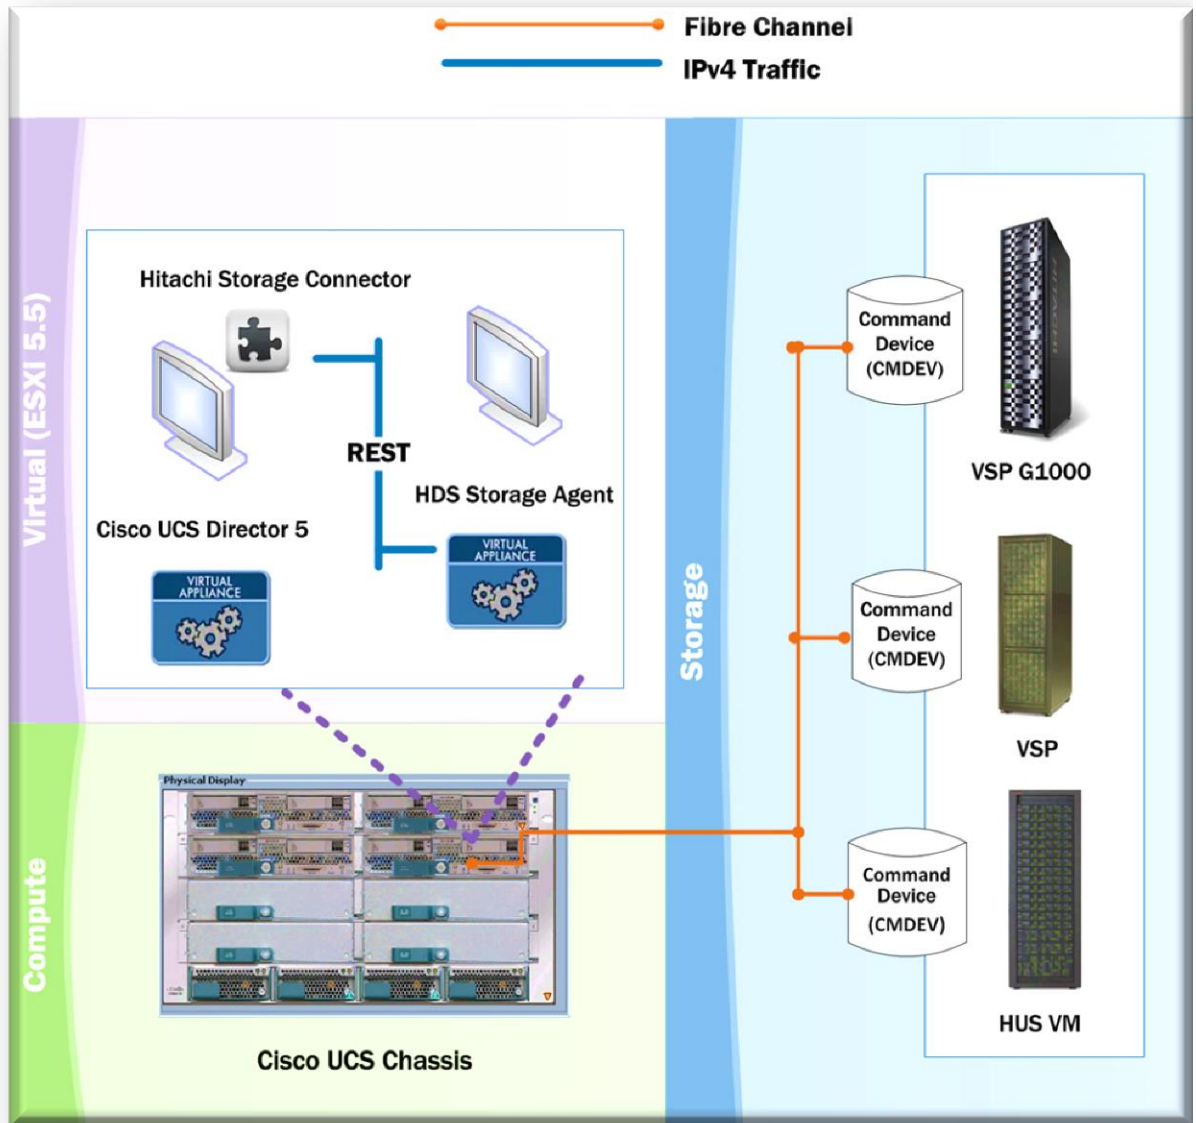 Fibre Channel
IPv4 Traffic
Virtual (ESXi 5.5)
Hitachi Storage Connector
REST
HDS Storage Agent
Cisco UCS Director 5
VIRTUAL
APPLIANCE
VIRTUAL
APPLIANCE
Compute
Physical Display
Cisco UCS Chassis
Storage
Command
Device
(CMDEV)
HITACHI
VSP G1000
Command
Device
(CMDEV)
VSP
Command
Device
(CMDEV)
HUS VM